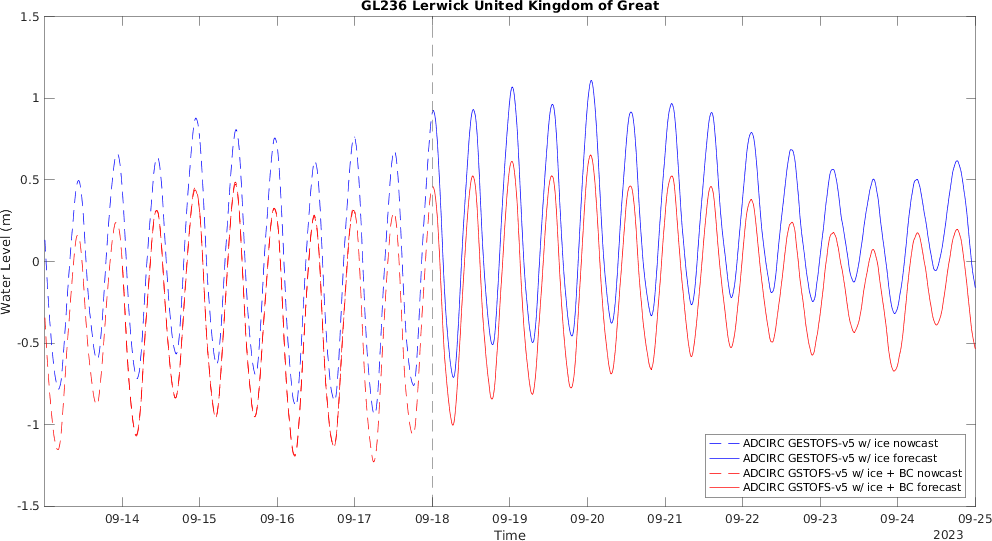 GL236 Lerwick United Kingdom of Great
1.5
1
0.5
0
-0.5
-1
-1.5
Water Level (m)
ADCIRC GESTOFS-v5 w/ ice nowcast
ADCIRC GESTOFS-v5 w/ ice forecast
ADCIRC GSTOFS-v5 w/ ice + BC nowcast
ADCIRC GSTOFS-v5 w/ ice + BC forecast
09-14 09-15 09-16 09-17 09-18 09-19 09-20 09-21 09-22 09-23 09-24 09-25
Time
2023